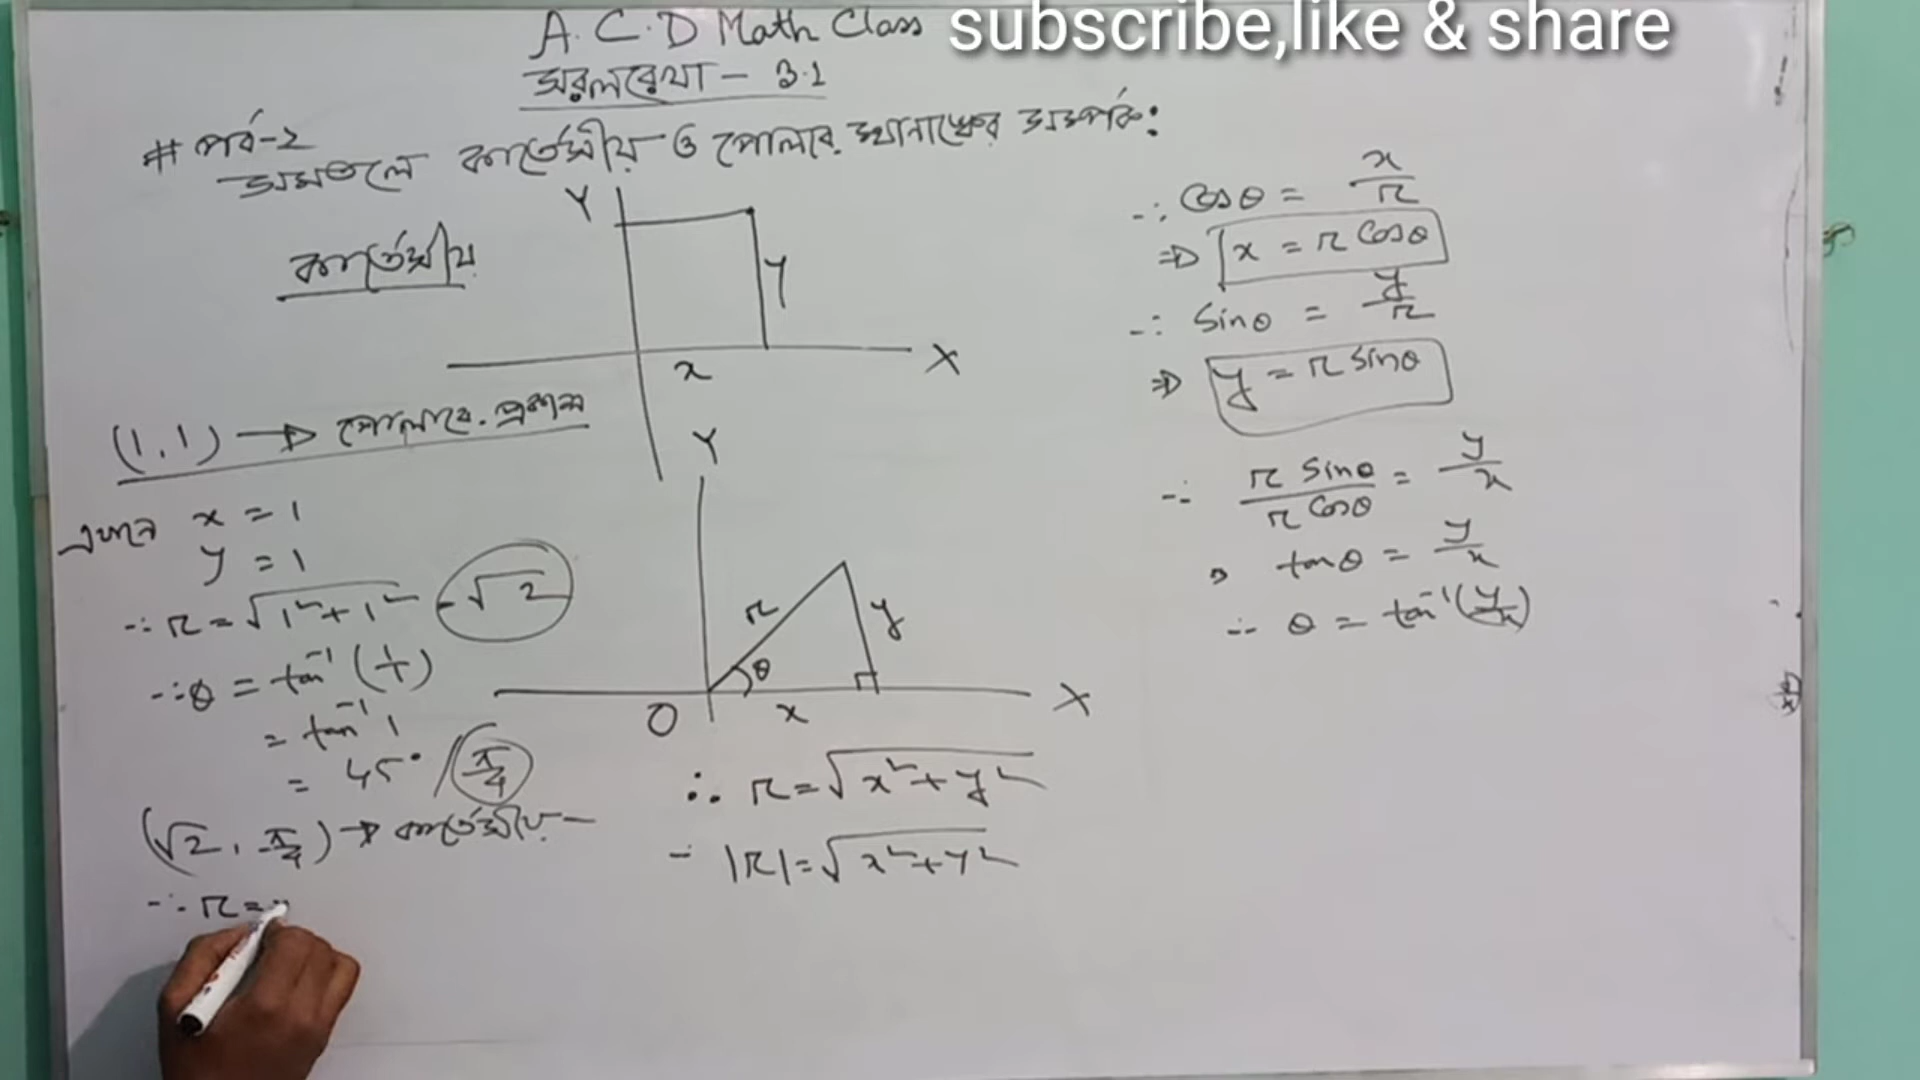 A.C.D Math Class
subscribe,like & share
সরলরেখা - 3.1
# পর্ব-২
সমতলে কার্তেসীয় ও পোলার স্থানাঙ্কের সম্পর্ক:
কার্তেসীয়
Y
y
x
X
(1,1) → পোলারে প্রকাশ
এখানে x = 1
y = 1
∴ r = √1²+1² = √2
∴ θ = tan⁻¹(1/1)
= tan⁻¹ 1
= 45° / π/4
(√2, π/4) → কার্তেসীয় -
∴ r =
Y
r
y
θ
O
x
X
∴ r = √x²+y²
- |r| = √x²+y²
∴ cosθ = x/r
⇒ x = r cosθ
∴ sinθ = y/r
⇒ y = r sinθ
∴ r sinθ / r cosθ = y/x
⇒ tanθ = y/x
∴ θ = tan⁻¹(y/x)